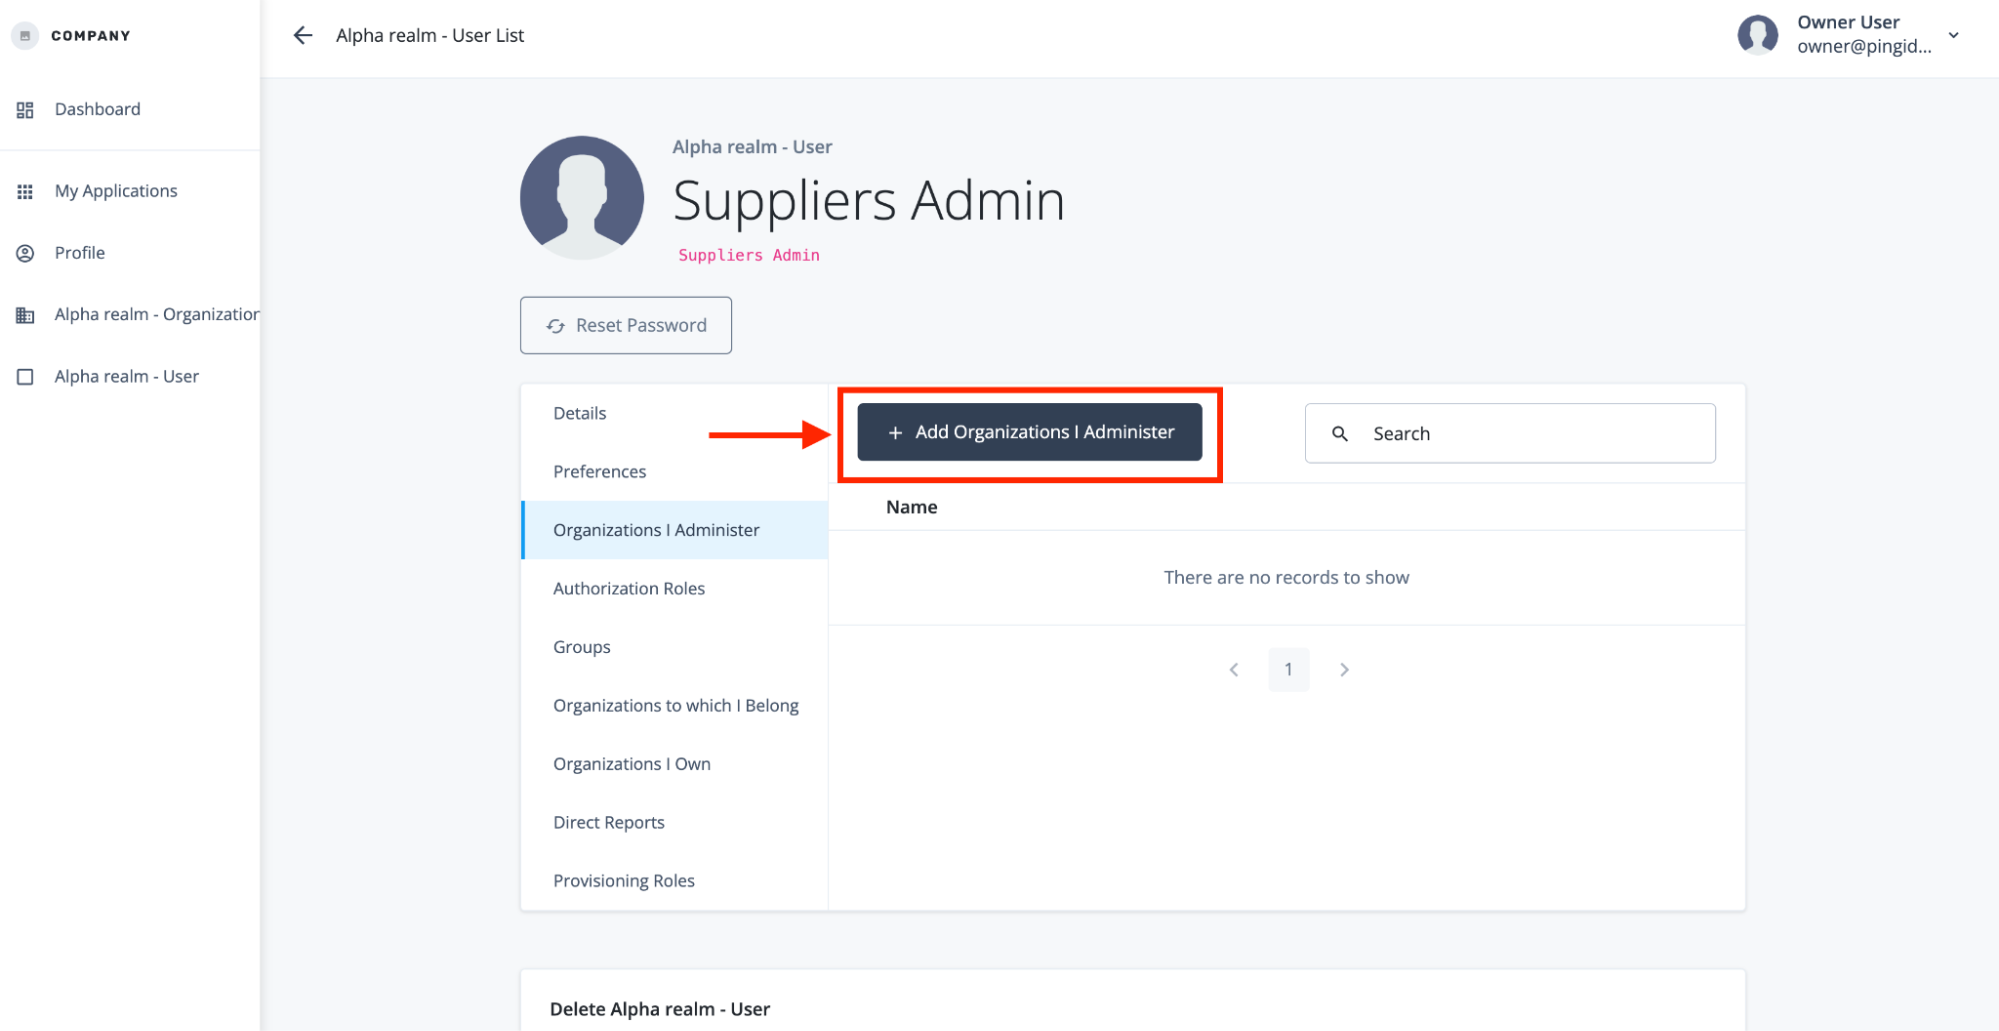 COMPANY
Alpha realm - User List
Owner User
owner@pingid...
Dashboard
My Applications
Profile
Alpha realm - Organization
Alpha realm - User
Alpha realm - User
Suppliers Admin
Suppliers Admin
Reset Password
Details
Preferences
Organizations I Administer
Authorization Roles
Groups
Organizations to which I Belong
Organizations I Own
Direct Reports
Provisioning Roles
+ Add Organizations I Administer
Search
Name
There are no records to show
1
Delete Alpha realm - User